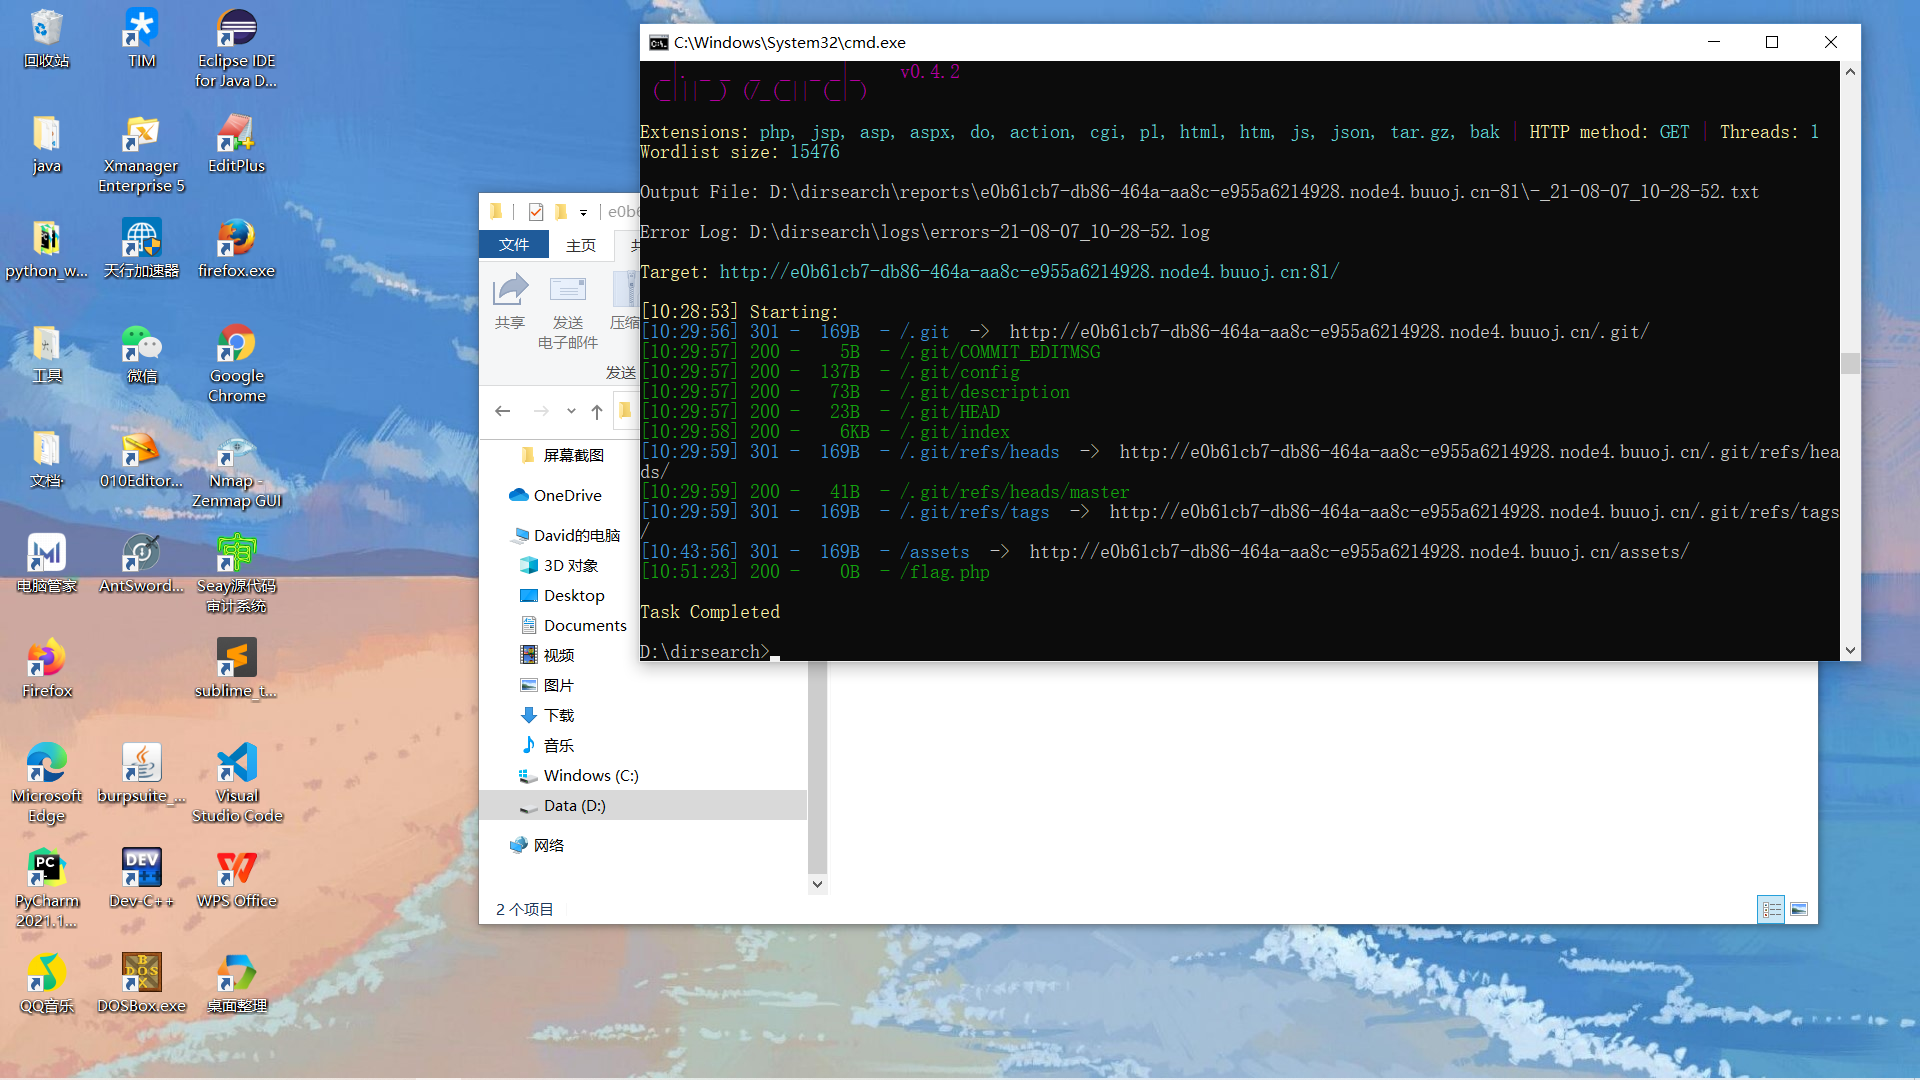 回收站
TIM
Eclipse IDE
for Java D...
java
Xmanager
Enterprise 5
EditPlus
python_w...
天行加速器
firefox.exe
工具
微信
Google
Chrome
文档·
010Editor...
Nmap -
Zenmap GUI
电脑管家
AntSword...
Seay源代码
审计系统
Firefox
sublime_t...
Microsoft
Edge
burpsuite_...
Visual
Studio Code
PyCharm
2021.1...
Dev-C++
WPS Office
QQ音乐
DOSBox.exe
桌面整理
e0b6
文件
主页
共享
发送
电子邮件
压缩
发送
屏幕截图
OneDrive
David的电脑
3D 对象
Desktop
Documents
视频
图片
下载
音乐
Windows (C:)
Data (D:)
网络
2 个项目
C:\Windows\System32\cmd.exe
v0.4.2
Extensions: php, jsp, asp, aspx, do, action, cgi, pl, html, htm, js, json, tar.gz, bak | HTTP method: GET | Threads: 1
Wordlist size: 15476
Output File: D:\dirsearch\reports\e0b61cb7-db86-464a-aa8c-e955a6214928.node4.buuoj.cn-81\-_21-08-07_10-28-52.txt
Error Log: D:\dirsearch\logs\errors-21-08-07_10-28-52.log
Target: http://e0b61cb7-db86-464a-aa8c-e955a6214928.node4.buuoj.cn:81/
[10:28:53] Starting:
[10:29:56] 301 -  169B  - /.git  ->  http://e0b61cb7-db86-464a-aa8c-e955a6214928.node4.buuoj.cn/.git/
[10:29:57] 200 -    5B  - /.git/COMMIT_EDITMSG
[10:29:57] 200 -  137B  - /.git/config
[10:29:57] 200 -   73B  - /.git/description
[10:29:57] 200 -   23B  - /.git/HEAD
[10:29:58] 200 -    6KB - /.git/index
[10:29:59] 301 -  169B  - /.git/refs/heads  ->  http://e0b61cb7-db86-464a-aa8c-e955a6214928.node4.buuoj.cn/.git/refs/hea
ds/
[10:29:59] 200 -   41B  - /.git/refs/heads/master
[10:29:59] 301 -  169B  - /.git/refs/tags  ->  http://e0b61cb7-db86-464a-aa8c-e955a6214928.node4.buuoj.cn/.git/refs/tags
/
[10:43:56] 301 -  169B  - /assets  ->  http://e0b61cb7-db86-464a-aa8c-e955a6214928.node4.buuoj.cn/assets/
[10:51:23] 200 -    0B  - /flag.php
Task Completed
D:\dirsearch>